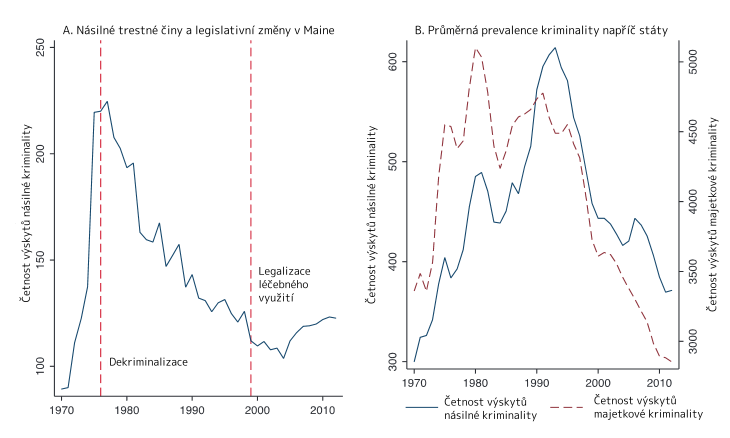 A. Násilné trestné činy a legislativní změny v Maine
Četnost výskytů násilné kriminality
250
200
150
100
Dekriminalizace
Legalizace
léčebného
využití
1970
1980
1990
2000
2010
B. Průměrná prevalence kriminality napříč státy
Četnost výskytů násilné kriminality
600
500
400
300
Četnost výskytů majetkové kriminality
5000
4500
4000
3500
3000
1970
1980
1990
2000
2010
Četnost výskytů
násilné kriminality
Četnost výskytů
majetkové kriminality